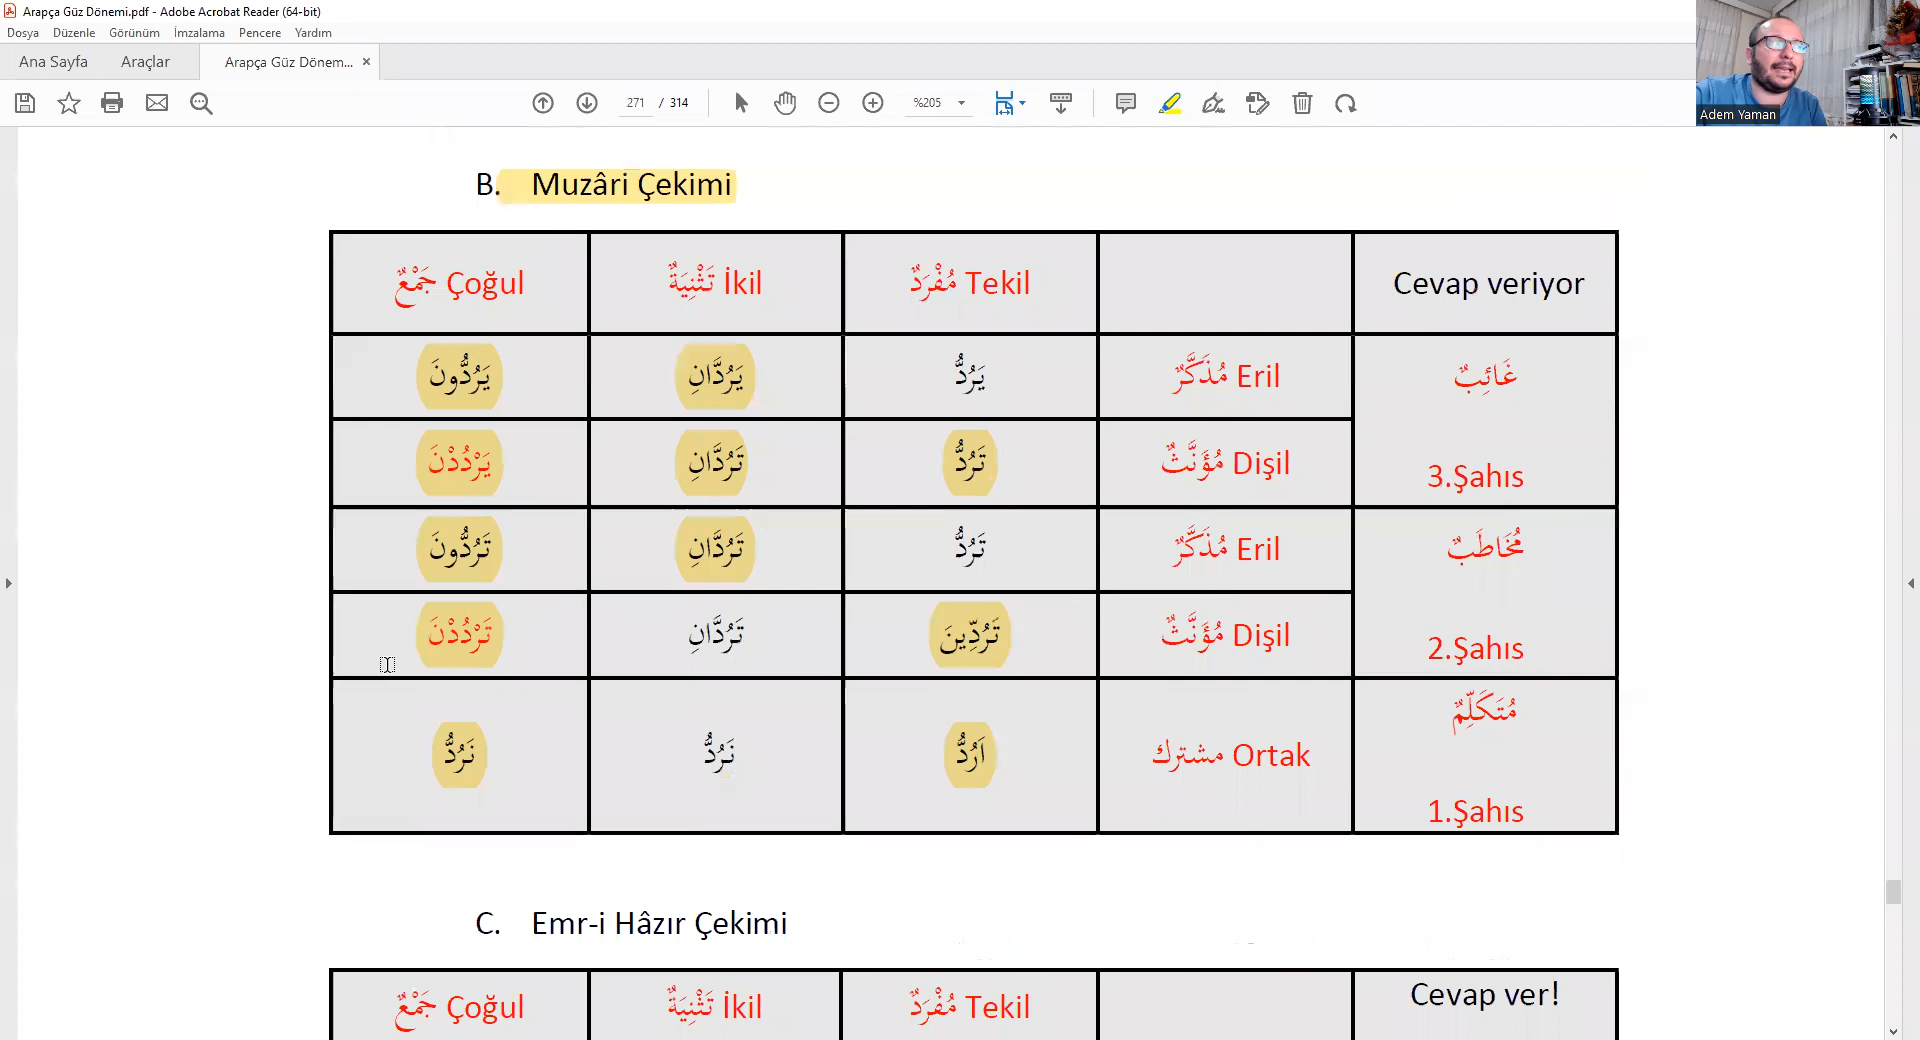 Arapça Güz Dönemi.pdf - Adobe Acrobat Reader (64-bit)
Dosya Düzenle Görünüm İmzalama Pencere Yardım
Ana Sayfa Araçlar Arapça Güz Dönem... ×
271 / 314 %205
Adem Yaman
B. Muzâri Çekimi
جَمْعٌ Çoğul تَثْنِيَةٌ İkil مُفْرَدٌ Tekil Cevap veriyor
يَرُدُّونَ يَرُدَّانِ يَرُدُّ مُذَكَّرٌ Eril غَائِبٌ
يَرْدُدْنَ تَرُدَّانِ تَرُدُّ مُؤَنَّثٌ Dişil 3.Şahıs
تَرُدُّونَ تَرُدَّانِ تَرُدُّ مُذَكَّرٌ Eril مُخَاطَبٌ
تَرْدُدْنَ تَرُدَّانِ تَرُدِّينَ مُؤَنَّثٌ Dişil 2.Şahıs
نَرُدُّ نَرُدُّ اَرُدُّ مشترك Ortak مُتَكَلِّمٌ
1.Şahıs
C. Emr-i Hâzır Çekimi
جَمْعٌ Çoğul تَثْنِيَةٌ İkil مُفْرَدٌ Tekil Cevap ver!